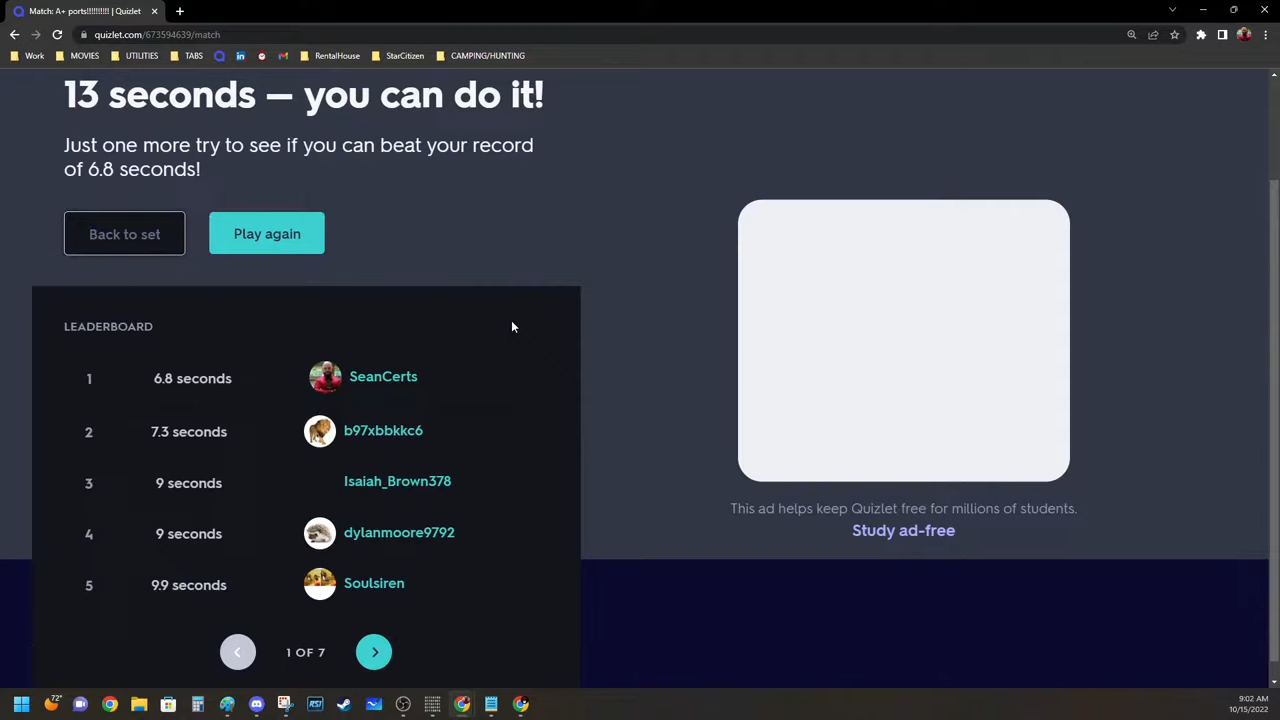 Match: A+ ports!!!!!!!!!! | Quizlet
quizlet.com/673594639/match
Work
MOVIES
UTILITIES
TABS
RentalHouse
StarCitizen
CAMPING/HUNTING
13 seconds — you can do it!
Just one more try to see if you can beat your record
of 6.8 seconds!
Back to set
Play again
LEADERBOARD
1 6.8 seconds SeanCerts
2 7.3 seconds b97xbbkkc6
3 9 seconds Isaiah_Brown378
4 9 seconds dylanmoore9792
5 9.9 seconds Soulsiren
1 OF 7
This ad helps keep Quizlet free for millions of students.
Study ad-free
72°
RSI
9:02 AM
10/15/2022